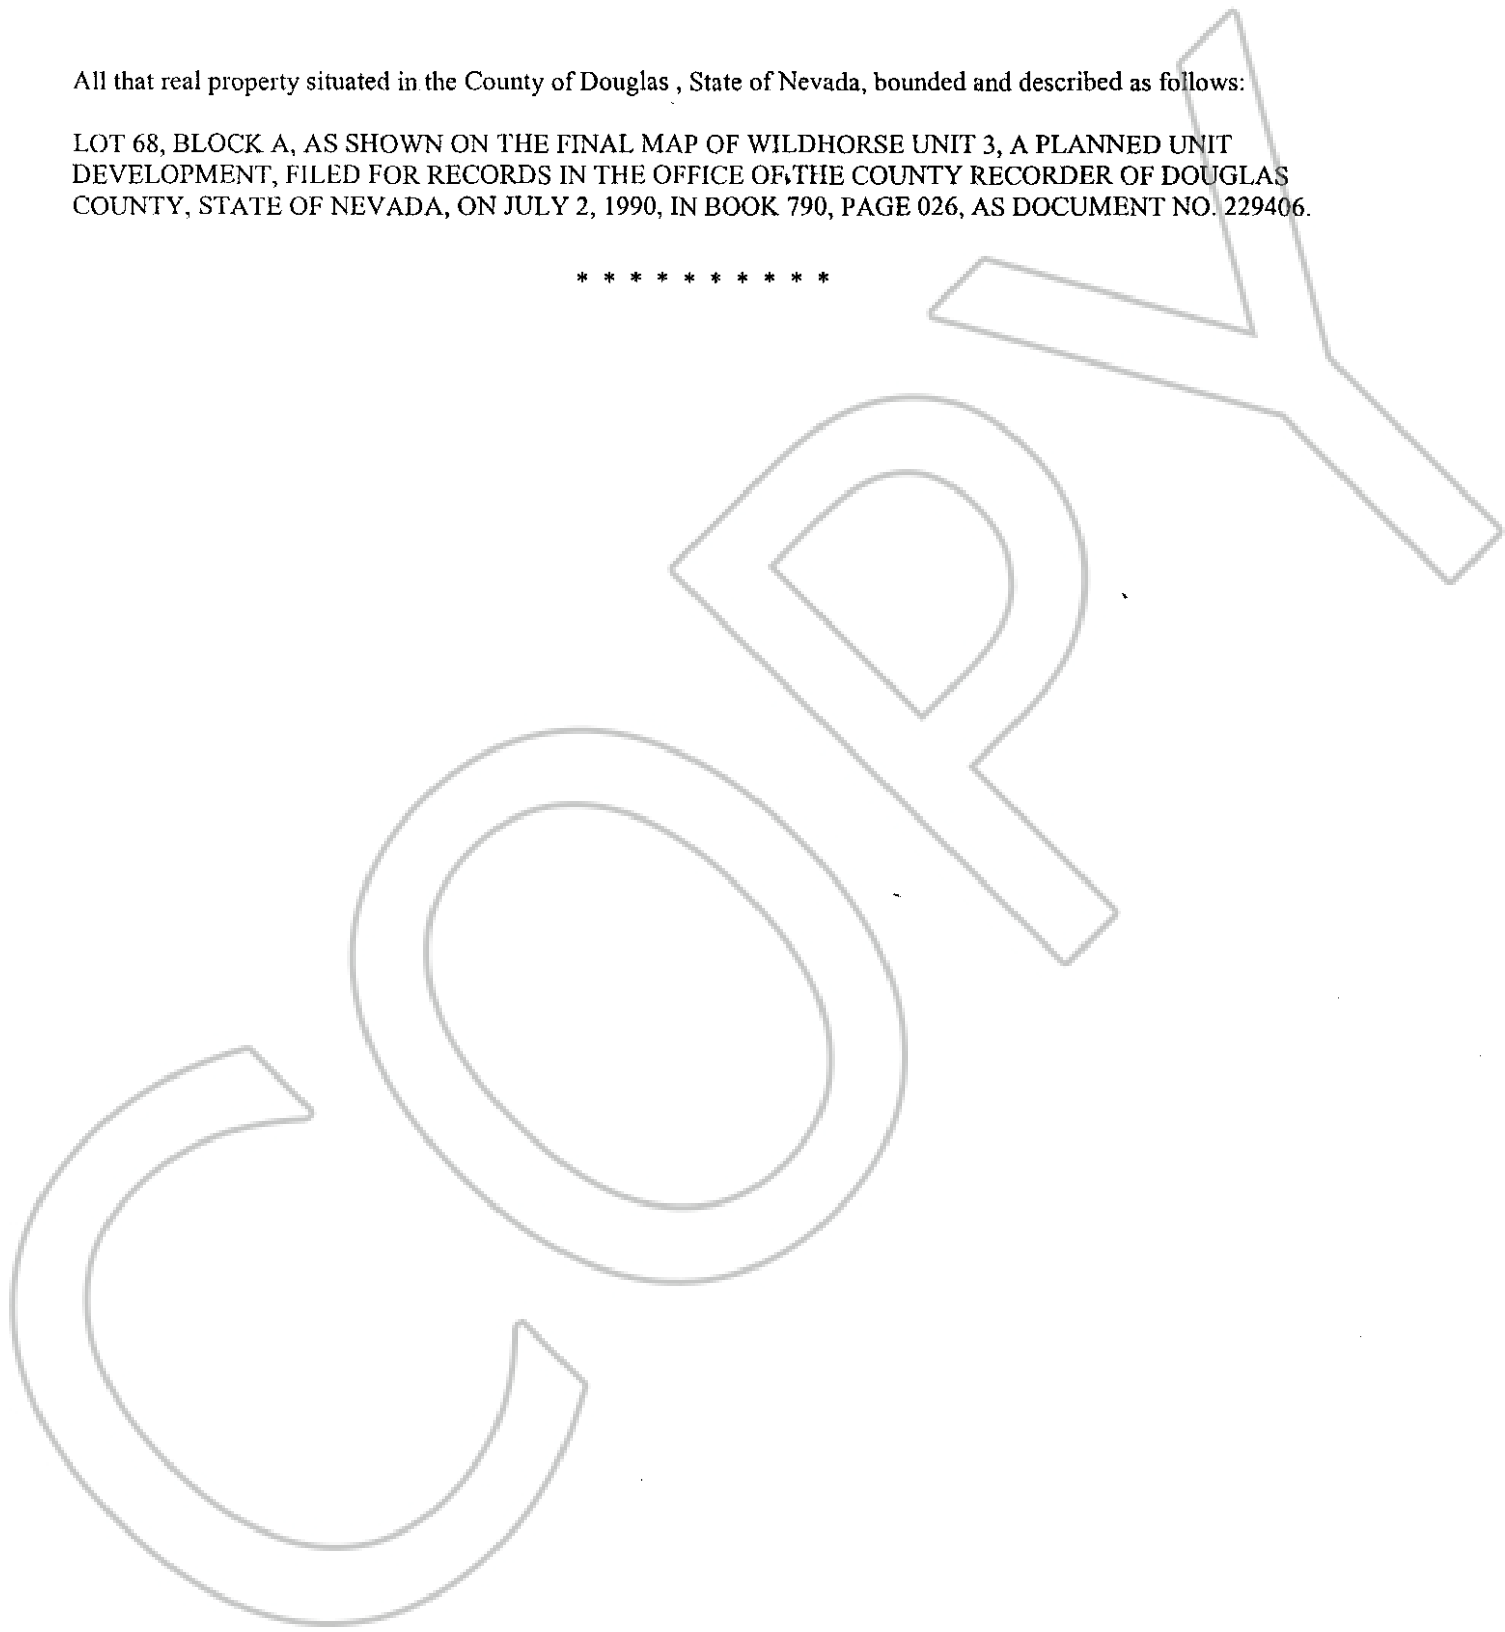 All that real property situated in the County of Douglas , State of Nevada, bounded and described as follows:
LOT 68, BLOCK A, AS SHOWN ON THE FINAL MAP OF WILDHORSE UNIT 3, A PLANNED UNIT
DEVELOPMENT, FILED FOR RECORDS IN THE OFFICE OF THE COUNTY RECORDER OF DOUGLAS
COUNTY, STATE OF NEVADA, ON JULY 2, 1990, IN BOOK 790, PAGE 026, AS DOCUMENT NO. 229406.
* * * * * * * * * *
COPY